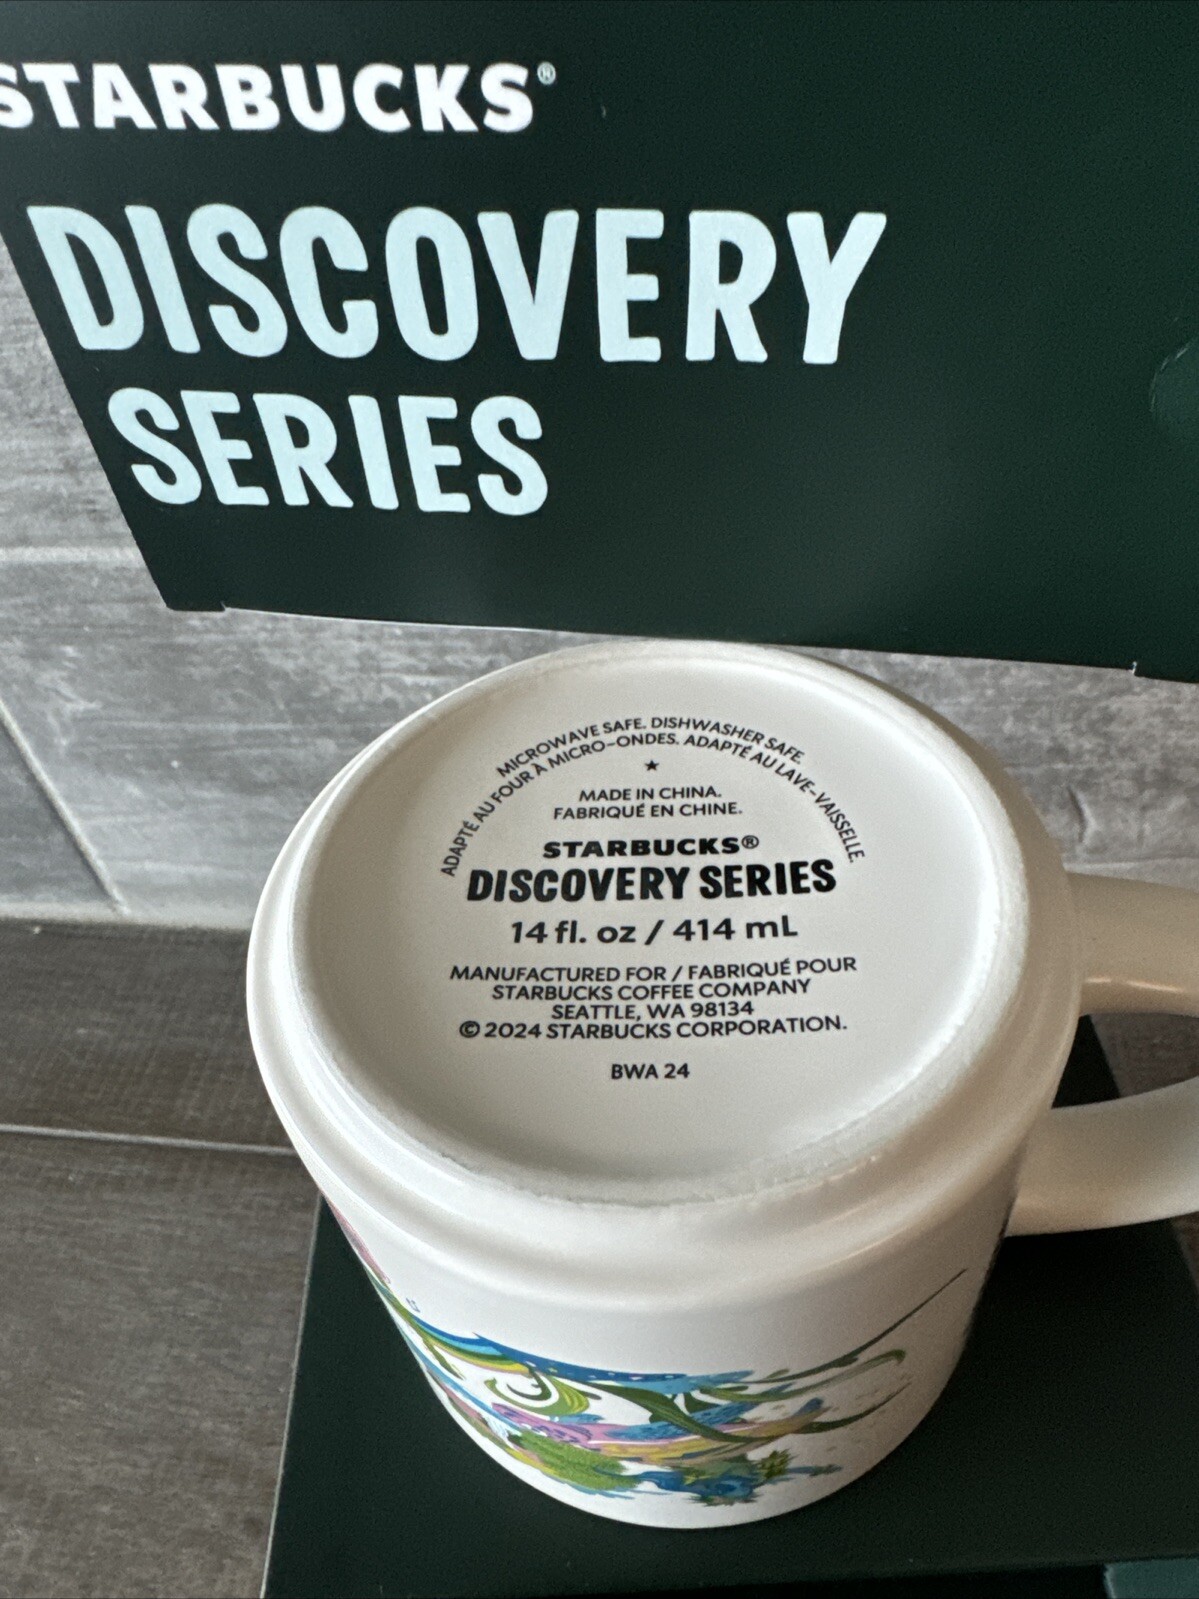 STARBUCKS®
DISCOVERY
SERIES
MICROWAVE SAFE. DISHWASHER SAFE.
ADAPTÉ AU FOUR À MICRO-ONDES. ADAPTÉ AU LAVE-VAISSELLE.
★
MADE IN CHINA.
FABRIQUÉ EN CHINE.
STARBUCKS®
DISCOVERY SERIES
14 fl. oz / 414 mL
MANUFACTURED FOR / FABRIQUÉ POUR
STARBUCKS COFFEE COMPANY
SEATTLE, WA 98134
© 2024 STARBUCKS CORPORATION.
BWA 24